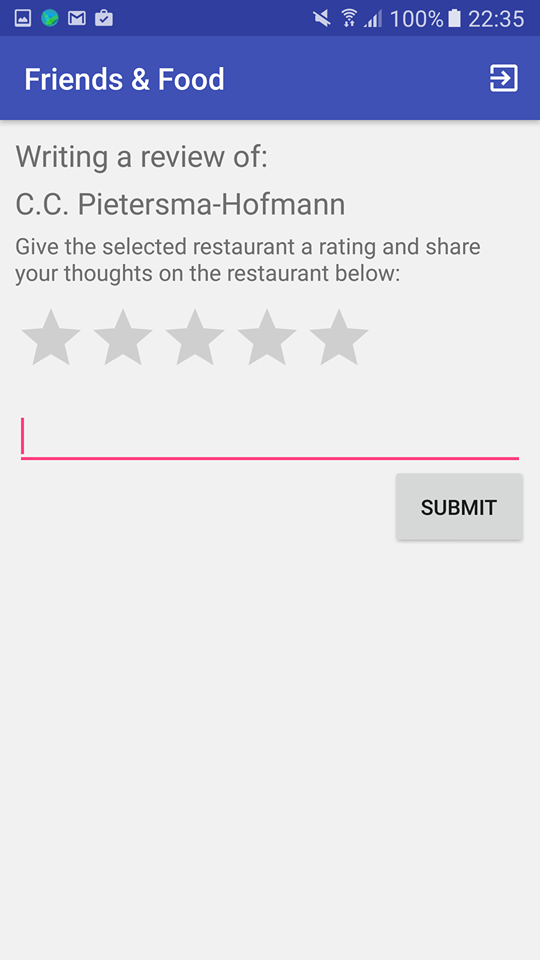 100% 22:35
Friends & Food
Writing a review of:
C.C. Pietersma-Hofmann
Give the selected restaurant a rating and share
your thoughts on the restaurant below:
SUBMIT